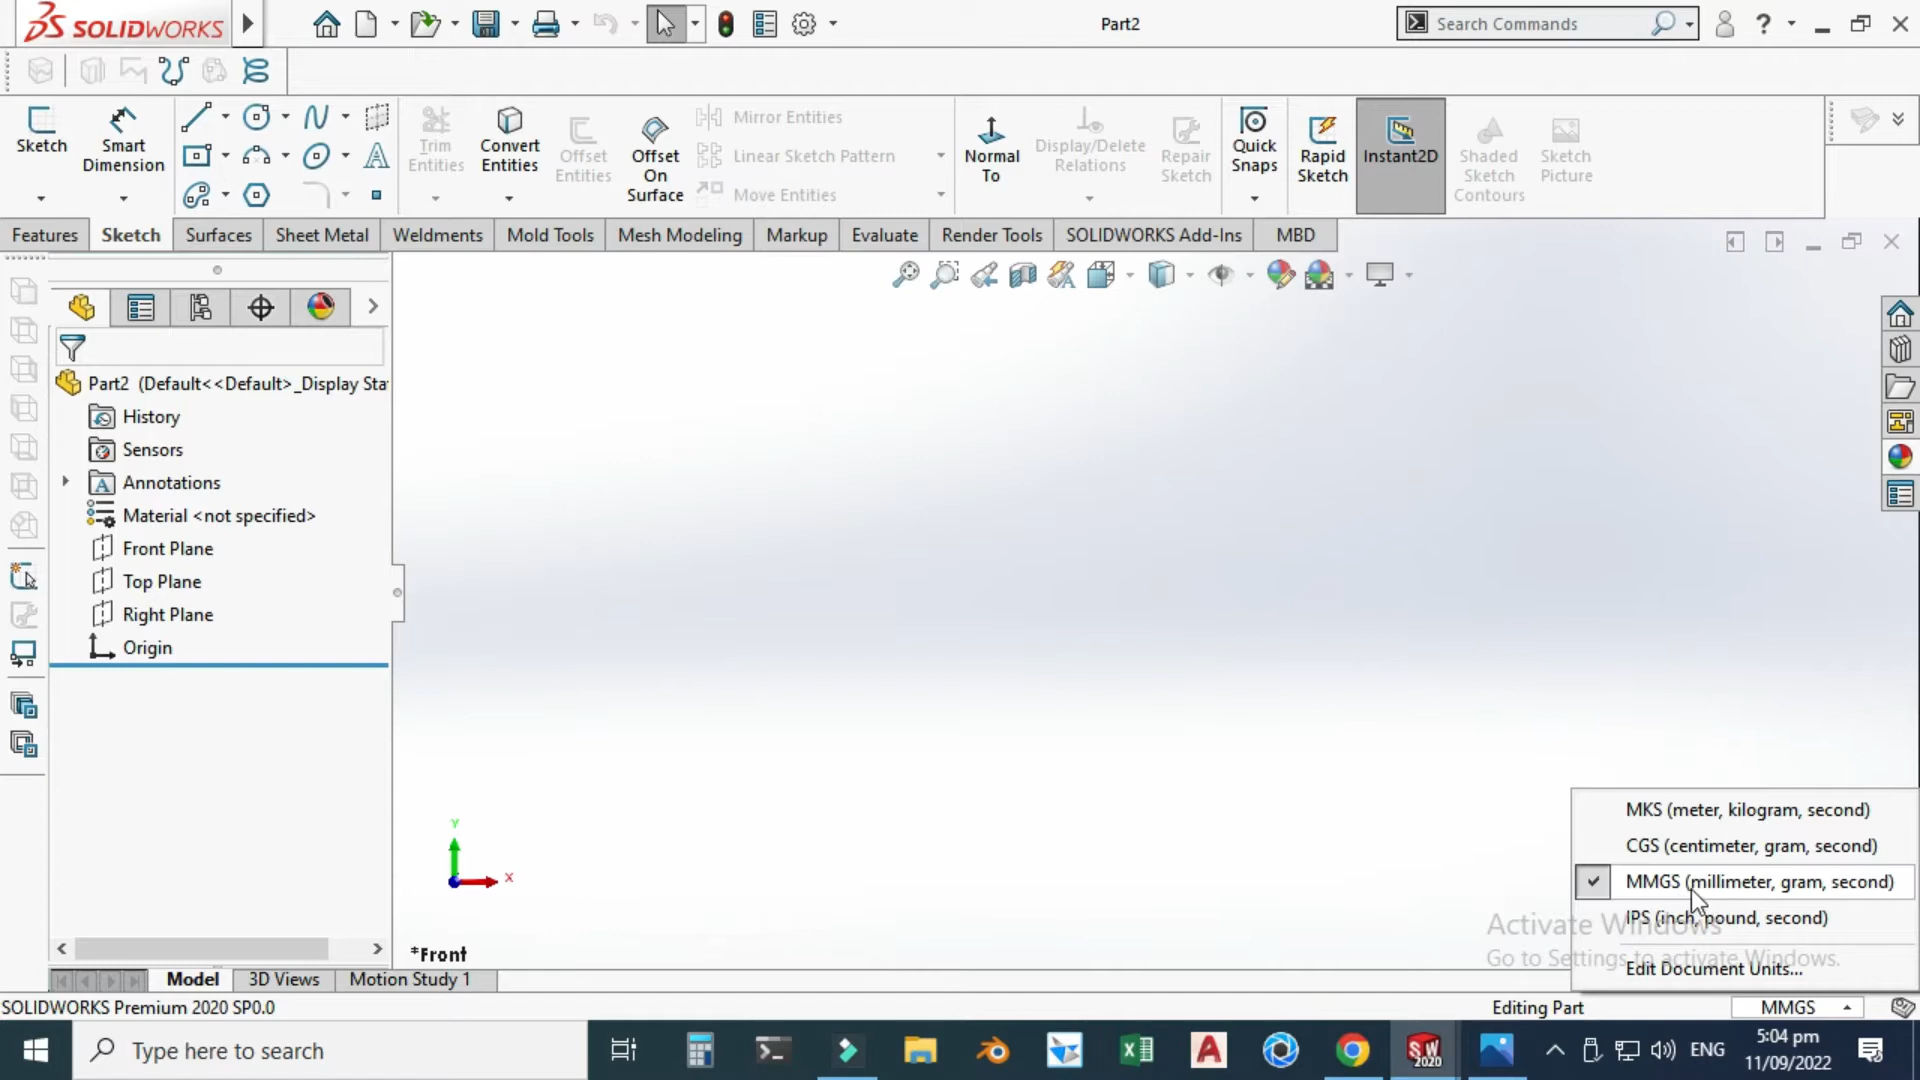 SOLIDWORKS
Part2
Search Commands
Sketch
Smart Dimension
Trim Entities
Convert Entities
Offset Entities
Offset On Surface
Mirror Entities
Linear Sketch Pattern
Move Entities
Normal To
Display/Delete Relations
Repair Sketch
Quick Snaps
Rapid Sketch
Instant2D
Shaded Sketch Contours
Sketch Picture
Features
Sketch
Surfaces
Sheet Metal
Weldments
Mold Tools
Mesh Modeling
Markup
Evaluate
Render Tools
SOLIDWORKS Add-Ins
MBD
Part2 (Default<<Default>_Display Sta
History
Sensors
Annotations
Material <not specified>
Front Plane
Top Plane
Right Plane
Origin
Y
X
*Front
MKS (meter, kilogram, second)
CGS (centimeter, gram, second)
MMGS (millimeter, gram, second)
IPS (inch, pound, second)
Edit Document Units...
Activate Windows
Go to Settings to activate Windows.
Model
3D Views
Motion Study 1
SOLIDWORKS Premium 2020 SP0.0
Editing Part
MMGS
Type here to search
SW
2020
ENG
5:04 pm
11/09/2022